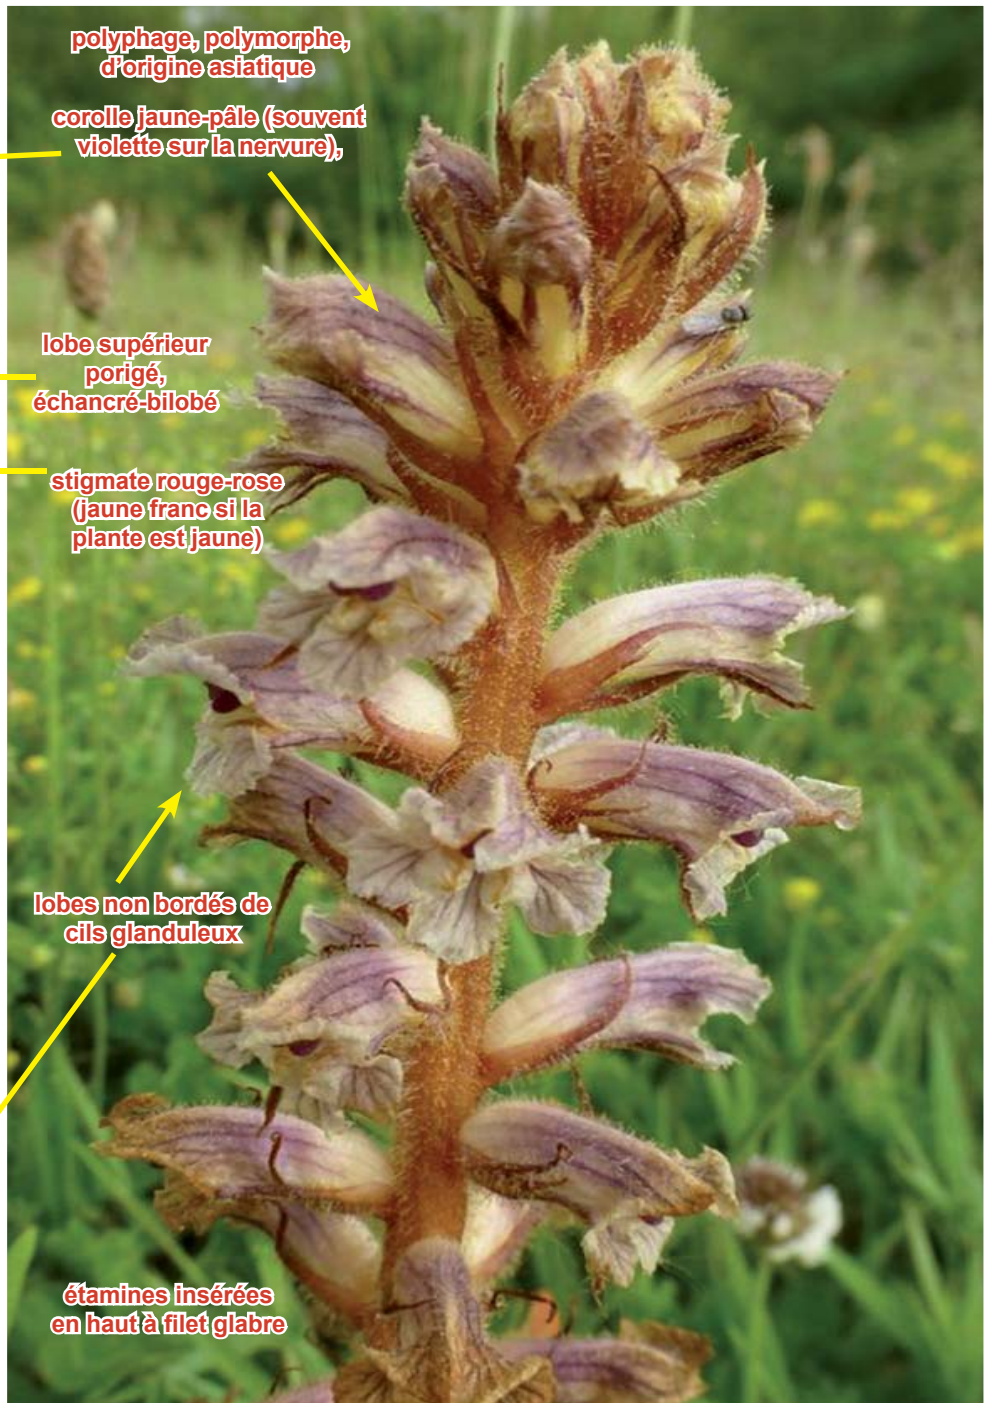 polyphage, polymorphe,
d'origine asiatique
corolle jaune-pâle (souvent
violette sur la nervure),
lobe supérieur
porigé,
échancré-bilobé
stigmate rouge-rose
(jaune franc si la
plante est jaune)
lobes non bordés de
cils glanduleux
étamines insérées
en haut à filet glabre